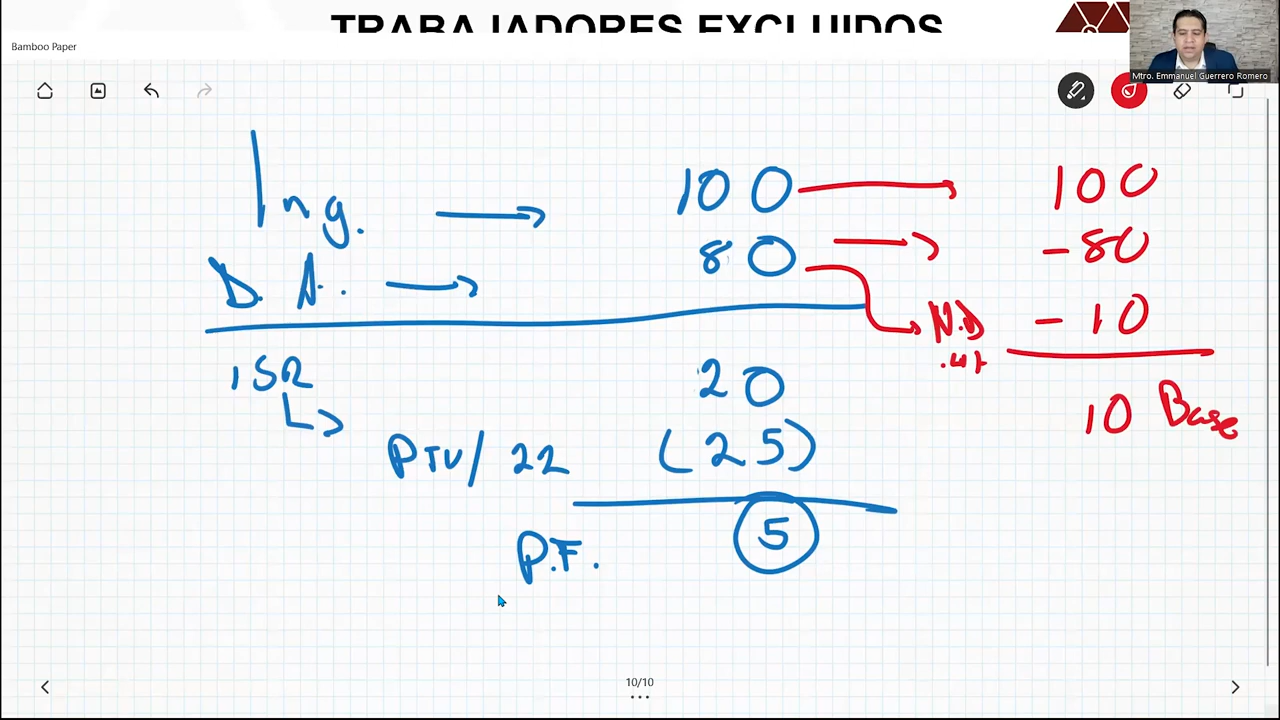 TRABAJADORES EXCLUIDOS
Bamboo Paper
Mtro. Emmanuel Guerrero Romero
Ing. → 100 → 100
D. A. → 80 → -80
N.D - 10
ISR 20 10 Base
PTU/22 (25)
P.F. 5
10/10